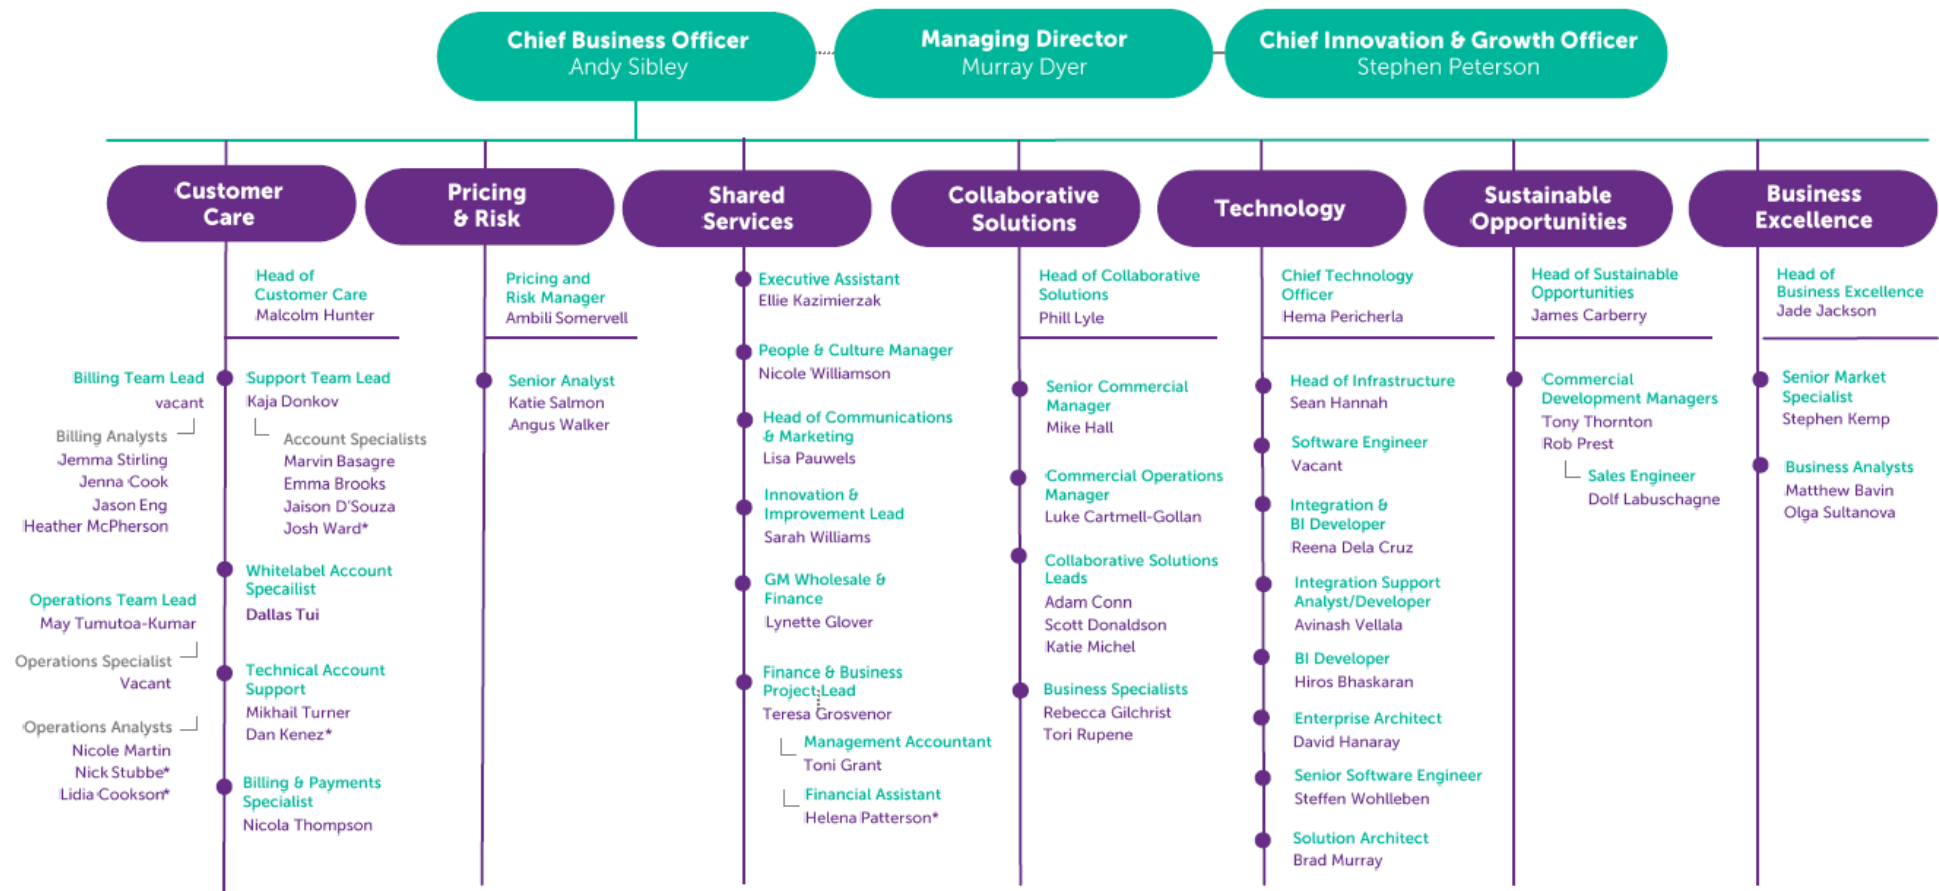 Chief Business Officer
Andy Sibley
Managing Director
Murray Dyer
Chief Innovation & Growth Officer
Stephen Peterson
Customer
Care
Head of
Customer Care
Malcolm Hunter
Billing Team Lead
vacant
Billing Analysts
Jemma Stirling
Jenna Cook
Jason Eng
Heather McPherson
Operations Team Lead
May Tumutoa-Kumar
Operations Specialist
Vacant
Operations Analysts
Nicole Martin
Nick Stubbe*
Lidia Cookson*
Support Team Lead
Kaja Donkov
Account Specialists
Marvin Basagre
Emma Brooks
Jaison D'Souza
Josh Ward*
Whitelabel Account
Specailist
Dallas Tui
Technical Account
Support
Mikhail Turner
Dan Kenez*
Billing & Payments
Specialist
Nicola Thompson
Pricing
& Risk
Pricing and
Risk Manager
Ambili Somervell
Senior Analyst
Katie Salmon
Angus Walker
Shared
Services
Executive Assistant
Ellie Kazimierzak
People & Culture Manager
Nicole Williamson
Head of Communications
& Marketing
Lisa Pauwels
Innovation &
Improvement Lead
Sarah Williams
GM Wholesale &
Finance
Lynette Glover
Finance & Business
Project Lead
Teresa Grosvenor
Management Accountant
Toni Grant
Financial Assistant
Helena Patterson*
Collaborative
Solutions
Head of Collaborative
Solutions
Phill Lyle
Senior Commercial
Manager
Mike Hall
Commercial Operations
Manager
Luke Cartmell-Gollan
Collaborative Solutions
Leads
Adam Conn
Scott Donaldson
Katie Michel
Business Specialists
Rebecca Gilchrist
Tori Rupene
Technology
Chief Technology
Officer
Hema Pericherla
Head of Infrastructure
Sean Hannah
Software Engineer
Vacant
Integration &
BI Developer
Reena Dela Cruz
Integration Support
Analyst/Developer
Avinash Vellala
BI Developer
Hiros Bhaskaran
Enterprise Architect
David Hanaray
Senior Software Engineer
Steffen Wohlleben
Solution Architect
Brad Murray
Sustainable
Opportunities
Head of Sustainable
Opportunities
James Carberry
Commercial
Development Managers
Tony Thornton
Rob Prest
Sales Engineer
Dolf Labuschagne
Business
Excellence
Head of
Business Excellence
Jade Jackson
Senior Market
Specialist
Stephen Kemp
Business Analysts
Matthew Bavin
Olga Sultanova